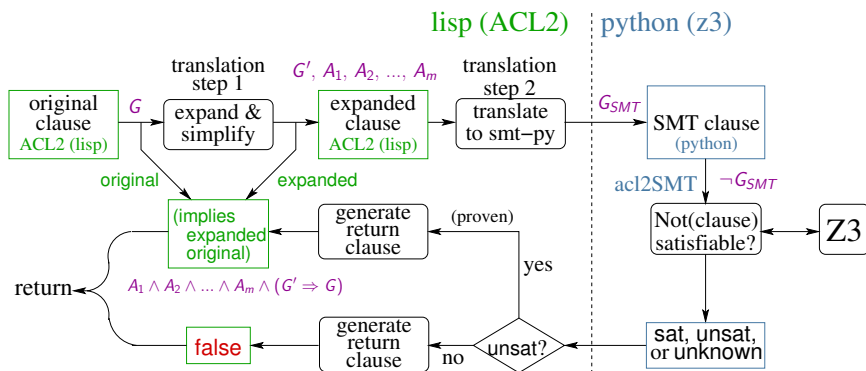 lisp (ACL2)
python (z3)
translation
step 1
G′, A₁, A₂, ..., Aₘ
translation
step 2
original
clause
ACL2 (lisp)
G
expand &
simplify
expanded
clause
ACL2 (lisp)
translate
to smt−py
G_SMT
SMT clause
(python)
original
expanded
acl2SMT
¬G_SMT
(implies
expanded
original)
generate
return
clause
(proven)
Not(clause)
satisfiable?
Z3
yes
return
A₁ ∧ A₂ ∧ ... ∧ Aₘ ∧ (G′ ⇒ G)
false
generate
return
clause
no
unsat?
sat, unsat,
or unknown